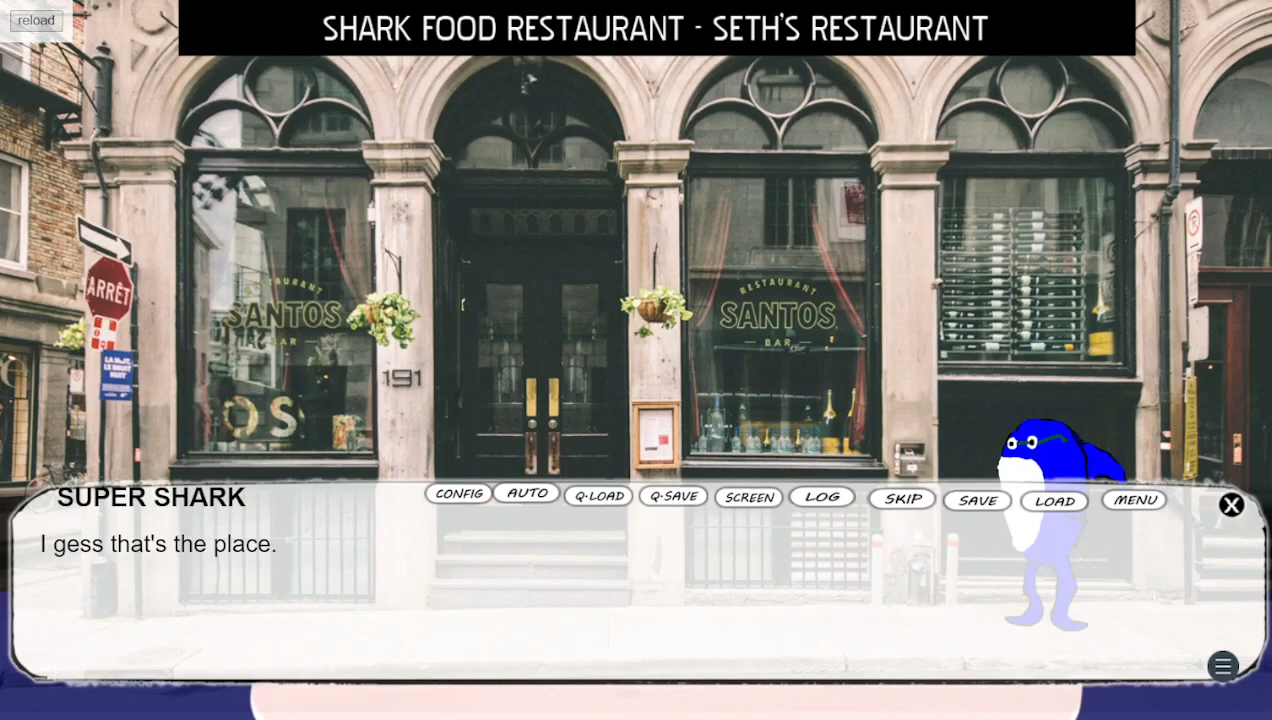 reload
SHARK FOOD RESTAURANT - SETH'S RESTAURANT
ARRÊT
RESTAURANT
SANTOS
BAR
RESTAURANT
SANTOS
— BAR —
191
OS
SUPER SHARK
CONFIG
AUTO
Q.LOAD
Q.SAVE
SCREEN
LOG
SKIP
SAVE
LOAD
MENU
X
I gess that's the place.